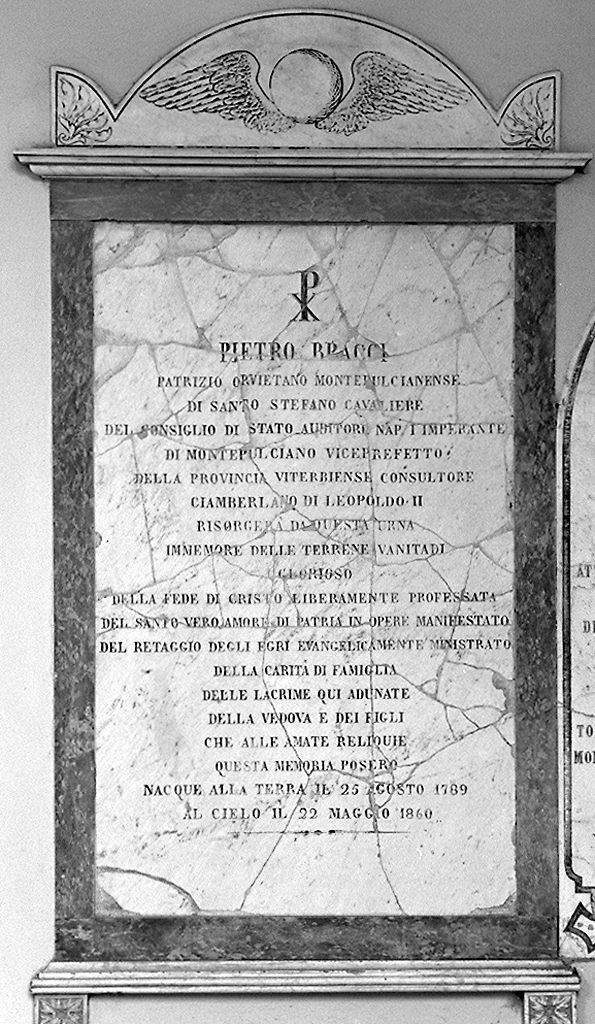 PIETRO BRACCI
PATRIZIO ORVIETANO MONTEPULCIANENSE
DI SANTO STEFANO CAVALIERE
DEL CONSIGLIO DI STATO AUDITORE NAP. I IMPERANTE
DI MONTEPULCIANO VICEPREFETTO
DELLA PROVINCIA VITERBIENSE CONSULTORE
CIAMBERLANO DI LEOPOLDO II
RISORGERÀ DA QUESTA URNA
IMMEMORE DELLE TERRENE VANITADI
GLORIOSO
DELLA FEDE DI CRISTO LIBERAMENTE PROFESSATA
DEL SANTO VERO AMORE DI PATRIA IN OPERE MANIFESTATO
DEL RETAGGIO DEGLI EGRI EVANGELICAMENTE MINISTRATO
DELLA CARITÀ DI FAMIGLIA
DELLE LACRIME QUI ADUNATE
DELLA VEDOVA E DEI FIGLI
CHE ALLE AMATE RELIQUIE
QUESTA MEMORIA POSERO
NACQUE ALLA TERRA IL 25 AGOSTO 1789
AL CIELO IL 22 MAGGIO 1860